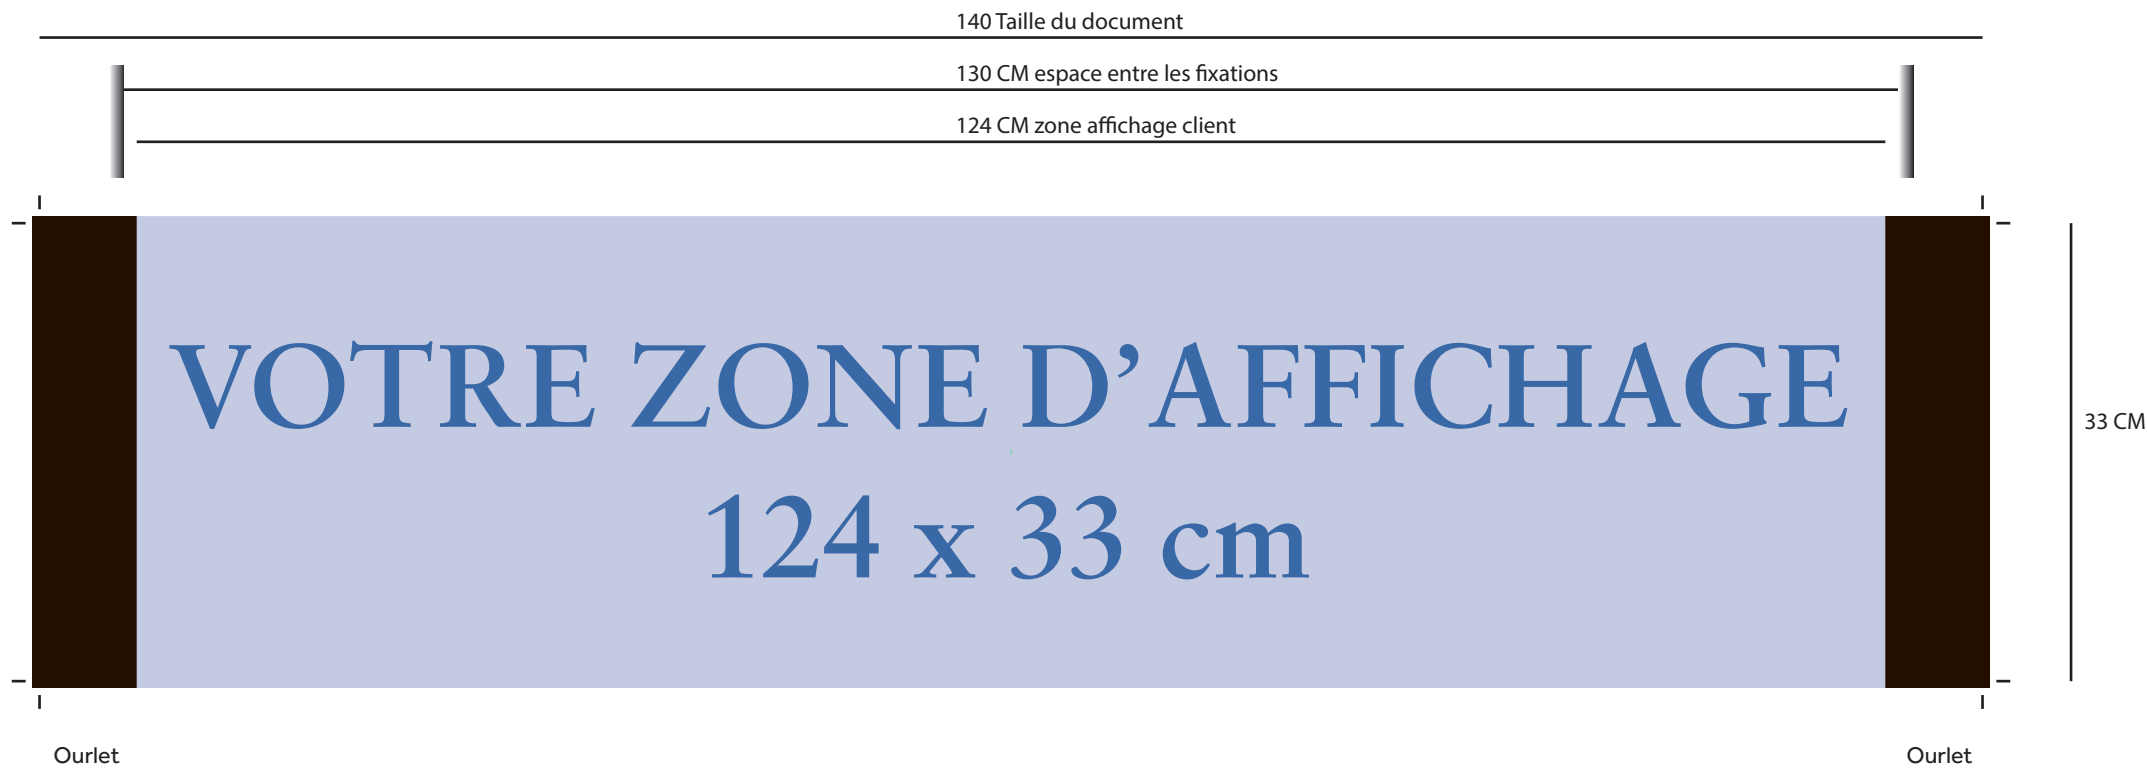 140 Taille du document
130 CM espace entre les fixations
124 CM zone affichage client
VOTRE ZONE D’AFFICHAGE
124 x 33 cm
33 CM
Ourlet
Ourlet